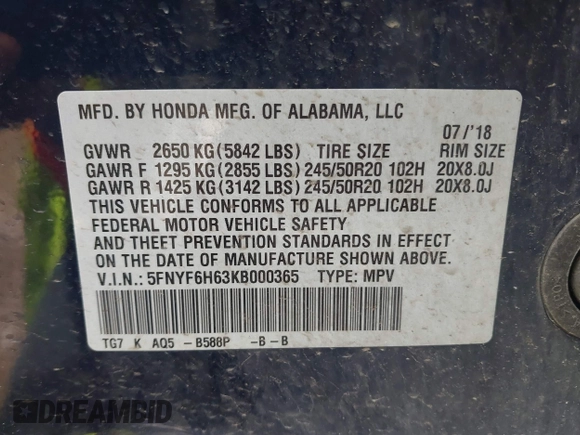 MFD. BY HONDA MFG. OF ALABAMA, LLC
07/'18
GVWR 2650 KG(5842 LBS) TIRE SIZE RIM SIZE
GAWR F 1295 KG(2855 LBS)245/50R20 102H 20X8.0J
GAWR R 1425 KG(3142 LBS)245/50R20 102H 20X8.0J
THIS VEHICLE CONFORMS TO ALL APPLICABLE
FEDERAL MOTOR VEHICLE SAFETY
AND THEFT PREVENTION STANDARDS IN EFFECT
ON THE DATE OF MANUFACTURE SHOWN ABOVE.
V.I.N.: 5FNYF6H63KB000365 TYPE: MPV
TG7 K AQ5 -B588P -B-B
DREAMBID